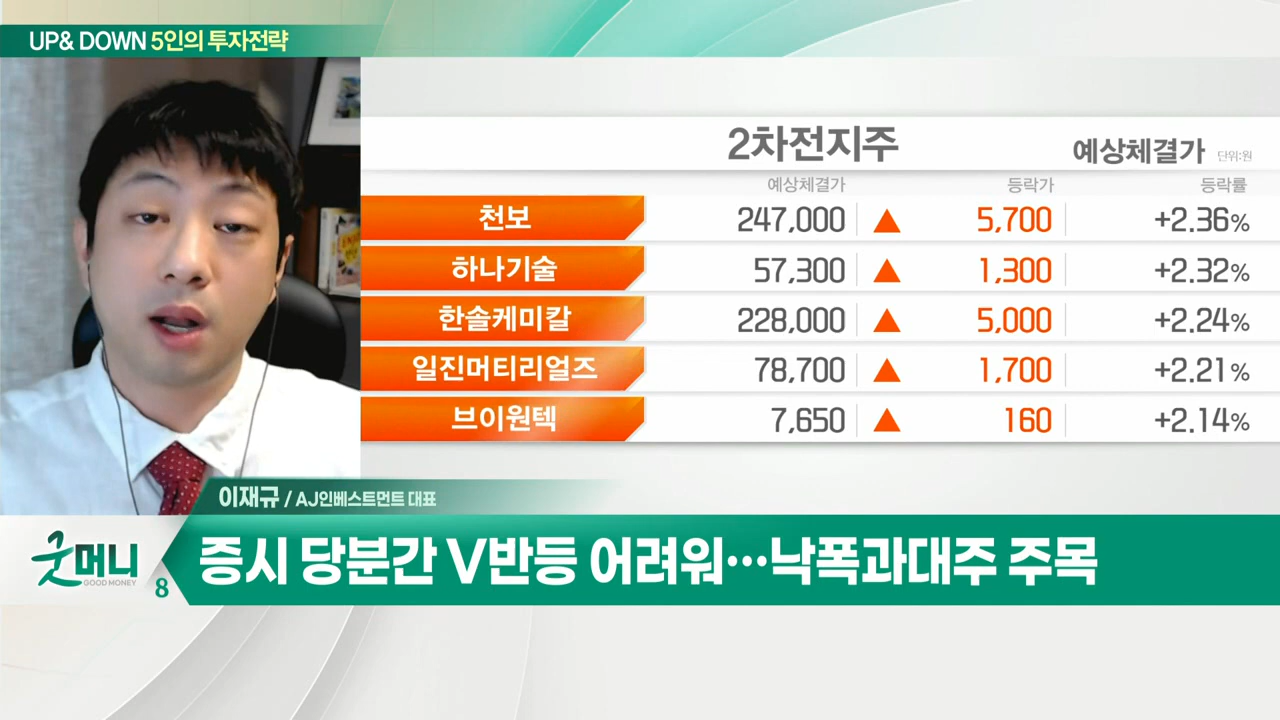 UP& DOWN 5인의 투자전략
2차전지주
예상체결가 단위:원
예상체결가 등락가 등락률
천보 247,000 ▲ 5,700 +2.36%
하나기술 57,300 ▲ 1,300 +2.32%
한솔케미칼 228,000 ▲ 5,000 +2.24%
일진머티리얼즈 78,700 ▲ 1,700 +2.21%
브이원텍 7,650 ▲ 160 +2.14%
이재규 / AJ인베스트먼트 대표
굿머니
GOOD MONEY
8
증시 당분간 V반등 어려워…낙폭과대주 주목